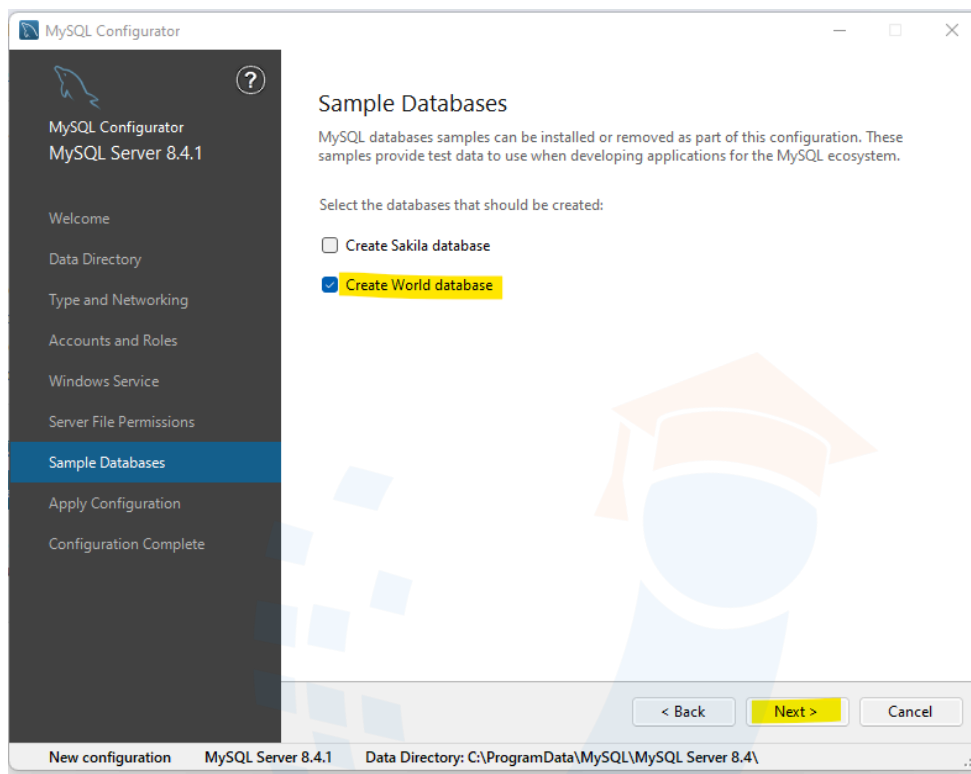 MySQL Configurator
?
MySQL Configurator
MySQL Server 8.4.1
Welcome
Data Directory
Type and Networking
Accounts and Roles
Windows Service
Server File Permissions
Sample Databases
Apply Configuration
Configuration Complete
Sample Databases
MySQL databases samples can be installed or removed as part of this configuration. These
samples provide test data to use when developing applications for the MySQL ecosystem.
Select the databases that should be created:
Create Sakila database
Create World database
< Back Next > Cancel
New configuration MySQL Server 8.4.1 Data Directory: C:\ProgramData\MySQL\MySQL Server 8.4\